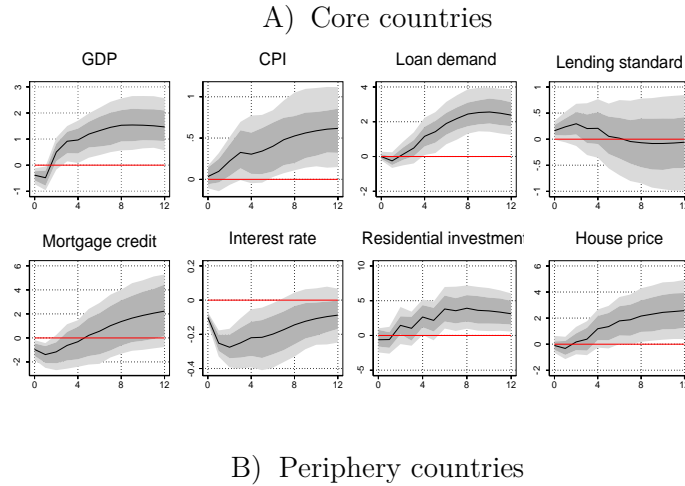 A) Core countries
GDP
CPI
Loan demand
Lending standard
-1 0 1 2 3
0 .5 1
-2 0 2 4
-1 -.5 0 .5 1
0 4 8 12
0 4 8 12
0 4 8 12
0 4 8 12
Mortgage credit
Interest rate
Residential investment
House price
-2 0 2 4 6
-0.4 -0.2 0 0.2
-5 0 5 10
-2 0 2 4 6
0 4 8 12
0 4 8 12
0 4 8 12
0 4 8 12
B) Periphery countries